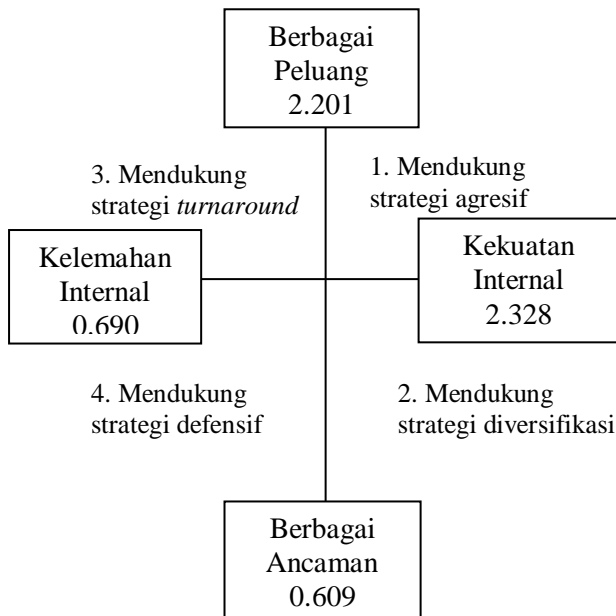 Berbagai
Peluang
2.201
3. Mendukung
strategi turnaround
1. Mendukung
strategi agresif
Kelemahan
Internal
0.690
Kekuatan
Internal
2.328
4. Mendukung
strategi defensif
2. Mendukung
strategi diversifikasi
Berbagai
Ancaman
0.609